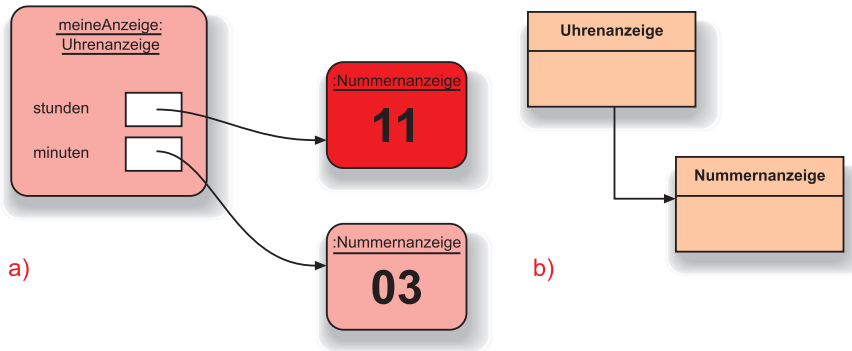 meineAnzeige:
Uhrenanzeige
stunden
minuten
:Nummernanzeige
11
:Nummernanzeige
03
a)
Uhrenanzeige
Nummernanzeige
b)